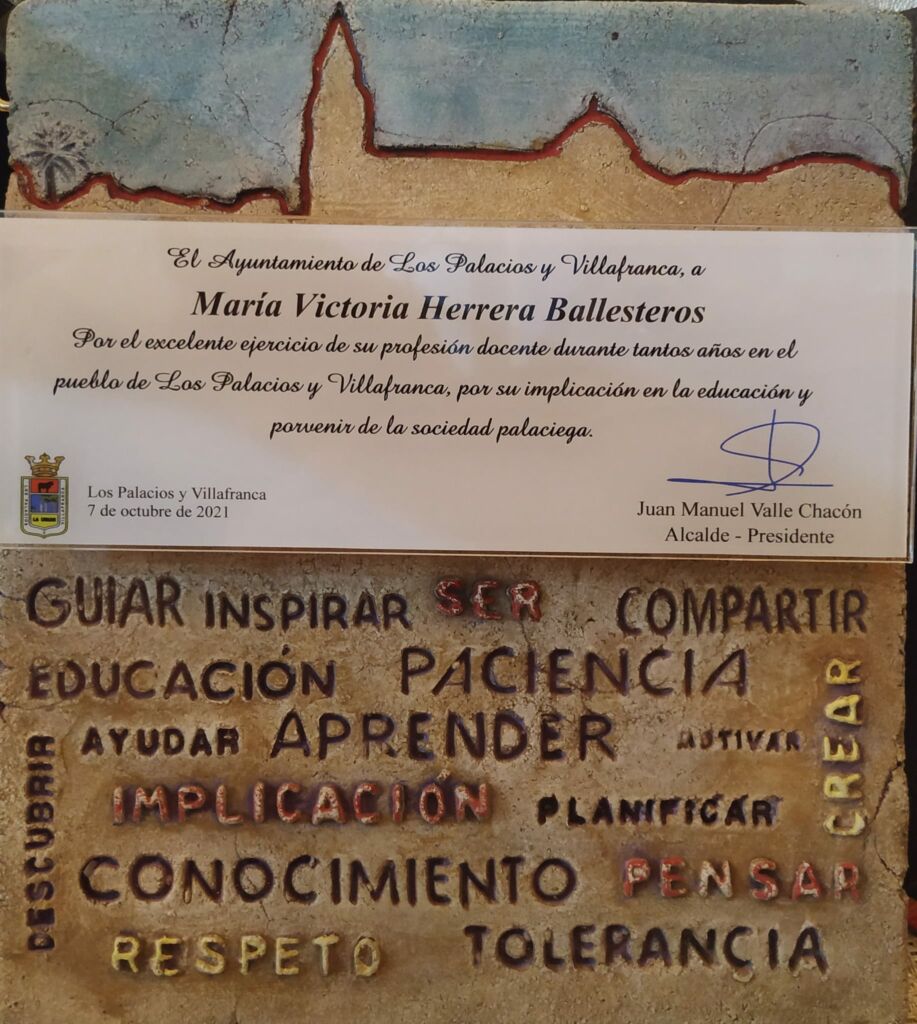 El Ayuntamiento de Los Palacios y Villafranca, a
María Victoria Herrera Ballesteros
Por el excelente ejercicio de su profesión docente durante tantos años en el
pueblo de Los Palacios y Villafranca, por su implicación en la educación y
porvenir de la sociedad palaciega.
Los Palacios y Villafranca
7 de octubre de 2021
Juan Manuel Valle Chacón
Alcalde - Presidente
GUIAR INSPIRAR SER COMPARTIR
EDUCACIÓN PACIENCIA
CREAR
AYUDAR APRENDER
DESCUBRIR
IMPLICACIÓN PLANIFICAR
CONOCIMIENTO PENSAR
RESPETO TOLERANCIA